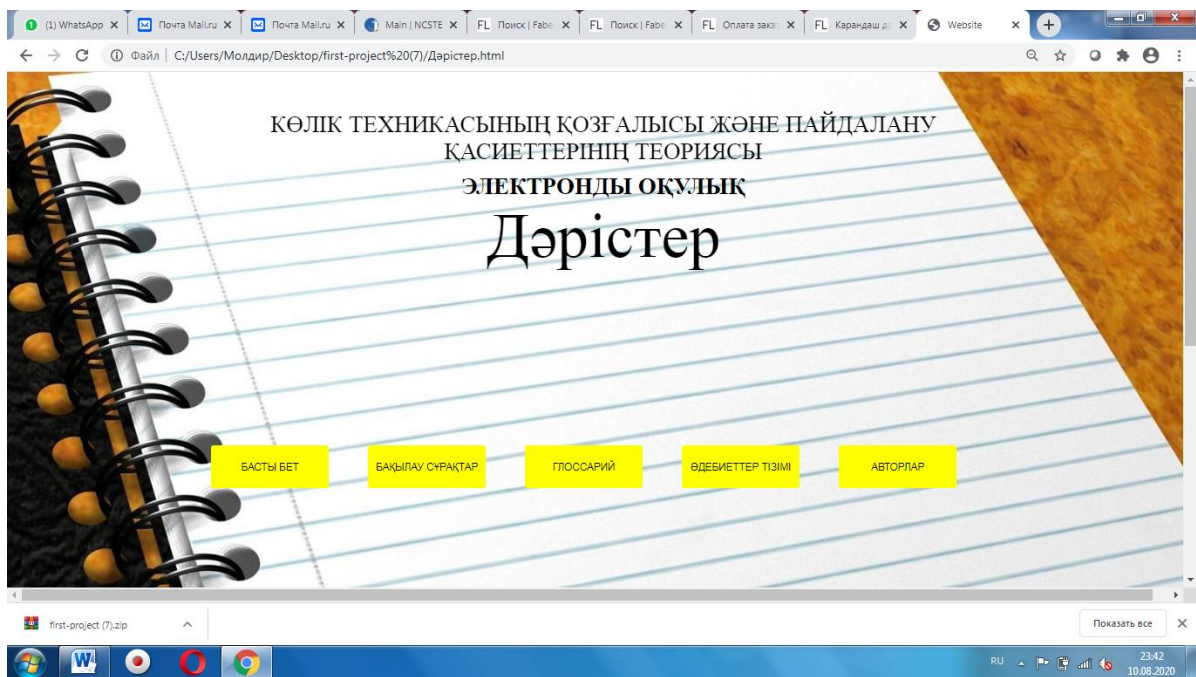 (1) WhatsApp
Почта Mail.ru
Почта Mail.ru
Main | NCSTE
FL Поиск | Fabe
FL Поиск | Fabe
FL Оплата заказ
FL Карандаш дл
Website
Файл | C:/Users/Молдир/Desktop/first-project%20(7)/Дәрістер.html
КӨЛІК ТЕХНИКАСЫНЫҢ ҚОЗҒАЛЫСЫ ЖӘНЕ ПАЙДАЛАНУ
ҚАСИЕТТЕРІНІҢ ТЕОРИЯСЫ
ЭЛЕКТРОНДЫ ОҚУЛЫҚ
Дәрістер
БАСТЫ БЕТ
БАҚЫЛАУ СҰРАҚТАР
ГЛОССАРИЙ
ӘДЕБИЕТТЕР ТІЗІМІ
АВТОРЛАР
first-project (7).zip
Показать все
RU
23:42
10.08.2020